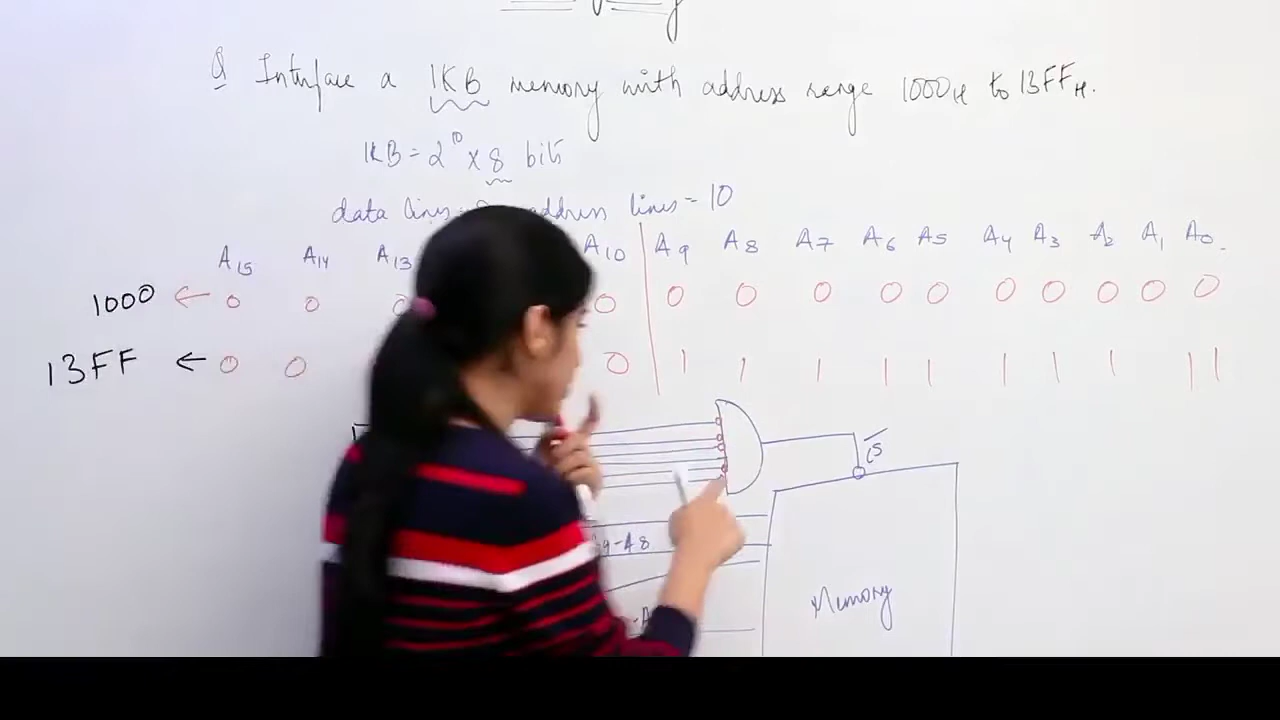 Q Interface a 1KB memory with address range 1000H to 13FFH.
1KB = 2^10 x 8 bits
data lines address lines = 10
A15 A14 A13 A10 A9 A8 A7 A6 A5 A4 A3 A2 A1 A0
1000 ← 0 0 0 0 0 0 0 0 0 0 0 0 0 0
13FF ← 0 0 0 1 1 1 1 1 1 1 1 1 1
CS
A9-A8
Memory